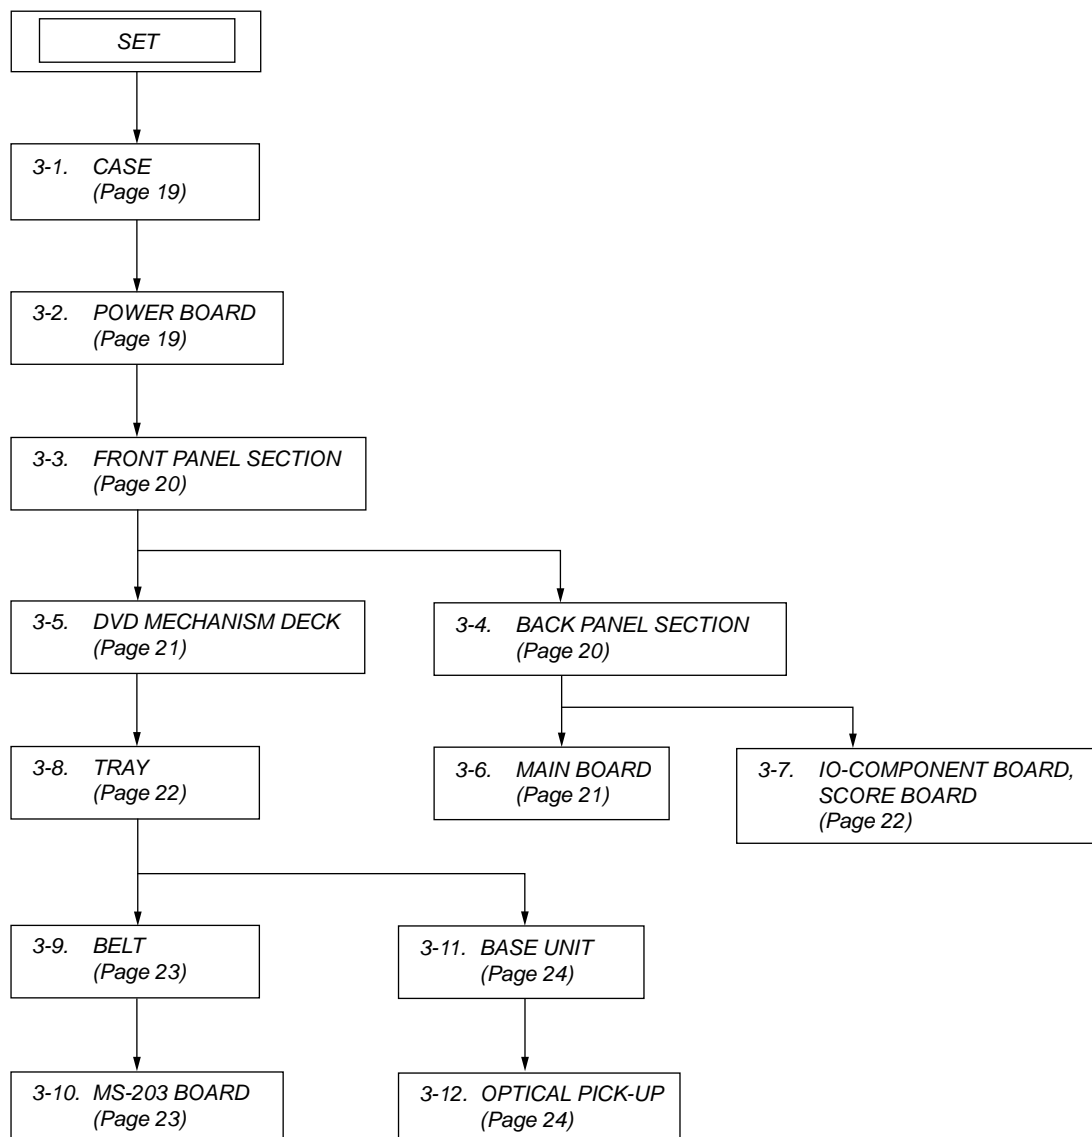 SET
3-1. CASE
(Page 19)
3-2. POWER BOARD
(Page 19)
3-3. FRONT PANEL SECTION
(Page 20)
3-5. DVD MECHANISM DECK
(Page 21)
3-4. BACK PANEL SECTION
(Page 20)
3-8. TRAY
(Page 22)
3-6. MAIN BOARD
(Page 21)
3-7. IO-COMPONENT BOARD,
SCORE BOARD
(Page 22)
3-9. BELT
(Page 23)
3-11. BASE UNIT
(Page 24)
3-10. MS-203 BOARD
(Page 23)
3-12. OPTICAL PICK-UP
(Page 24)